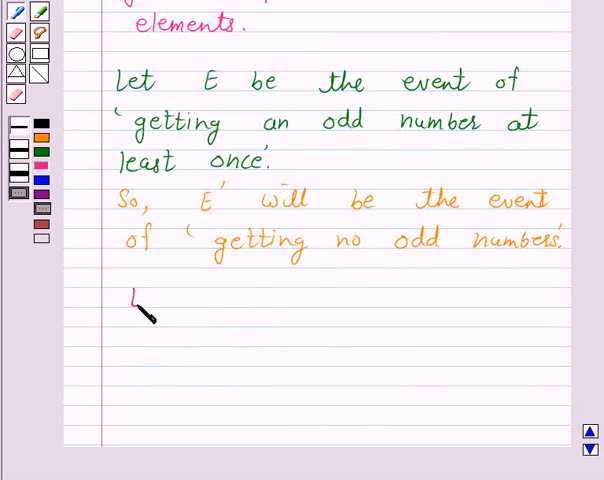 elements.
Let E be the event of
'getting an odd number at
least once'.
So, E' will be the event
of 'getting no odd numbers'.